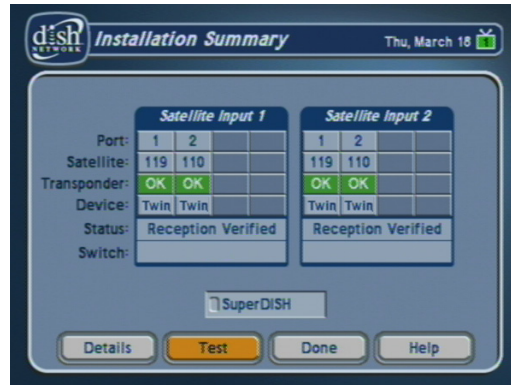 dish
NETWORK
Installation Summary
Thu, March 18
1
Satellite Input 1 Satellite Input 2
Port: 1 2 1 2
Satellite: 119 110 119 110
Transponder: OK OK OK OK
Device: Twin Twin Twin Twin
Status: Reception Verified Reception Verified
Switch:
SuperDISH
Details Test Done Help